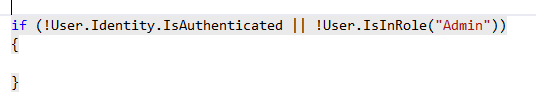 if (!User.Identity.IsAuthenticated || !User.IsInRole("Admin"))
{
}